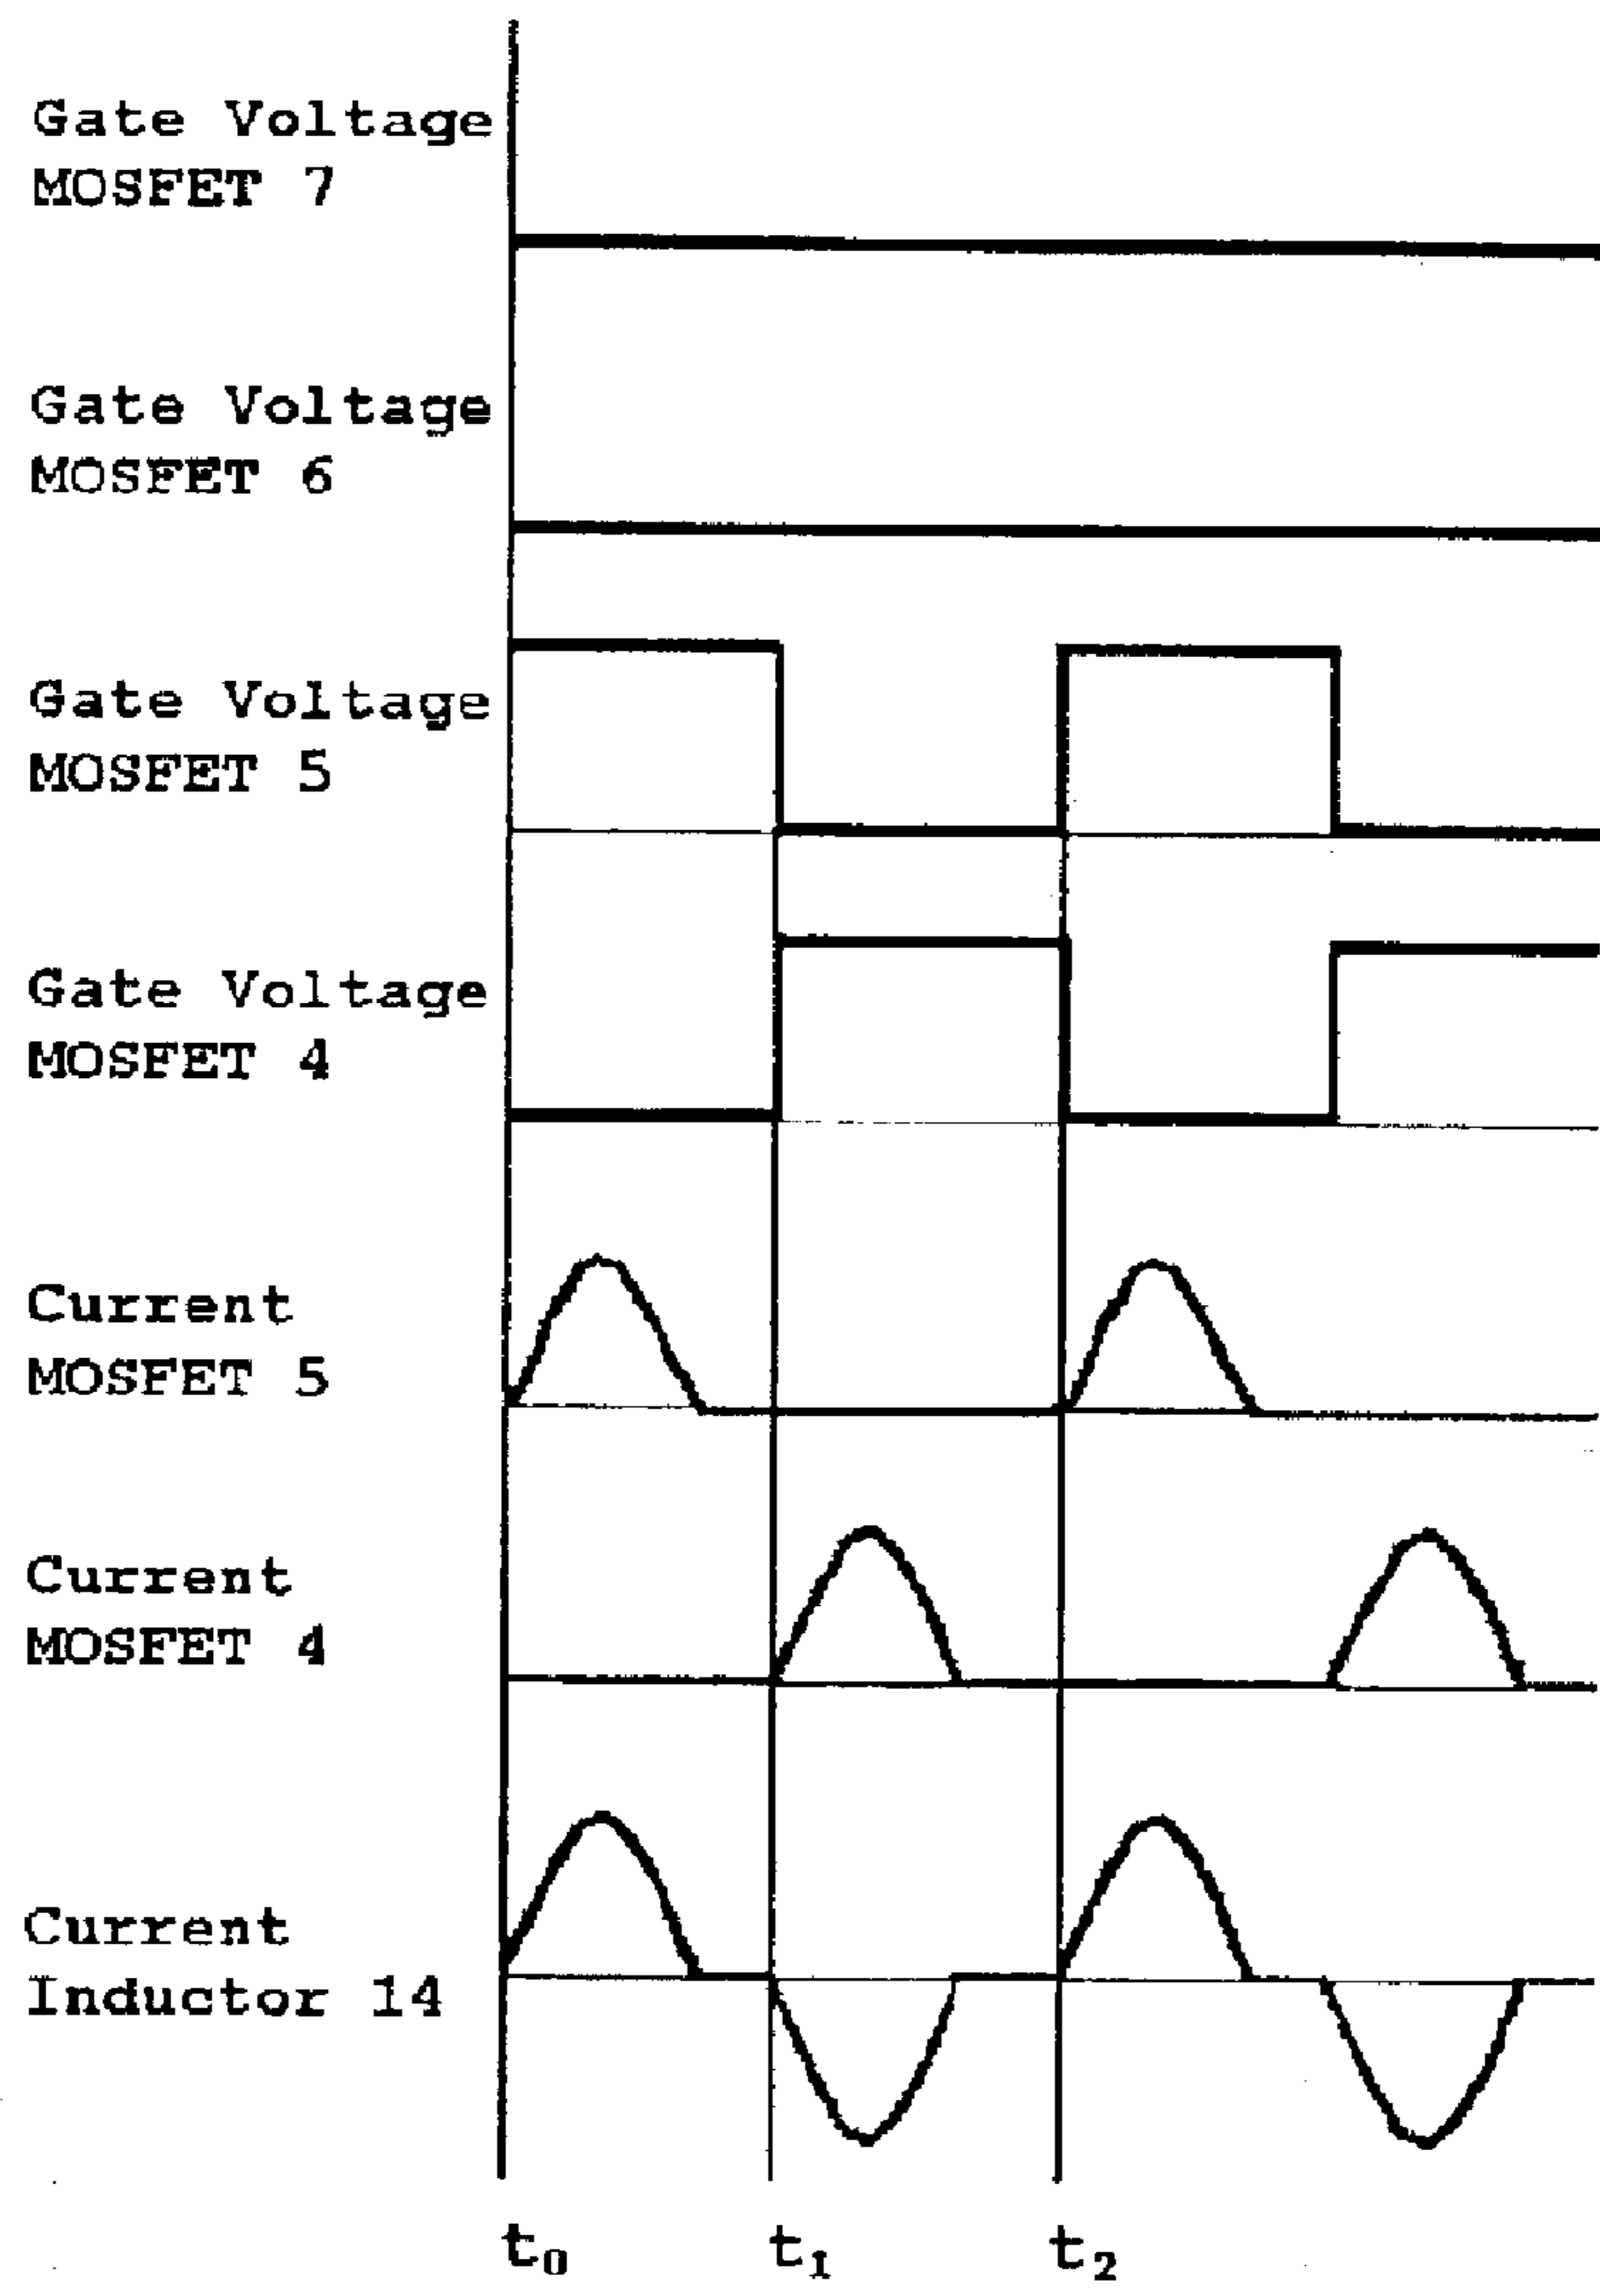 Gate Voltage
MOSFET 7
Gate Voltage
MOSFET 6
Gate Voltage
MOSFET 5
Gate Voltage
MOSFET 4
Current
MOSFET 5
Current
MOSFET 4
Current
Inductor 14
t₀ t₁ t₂